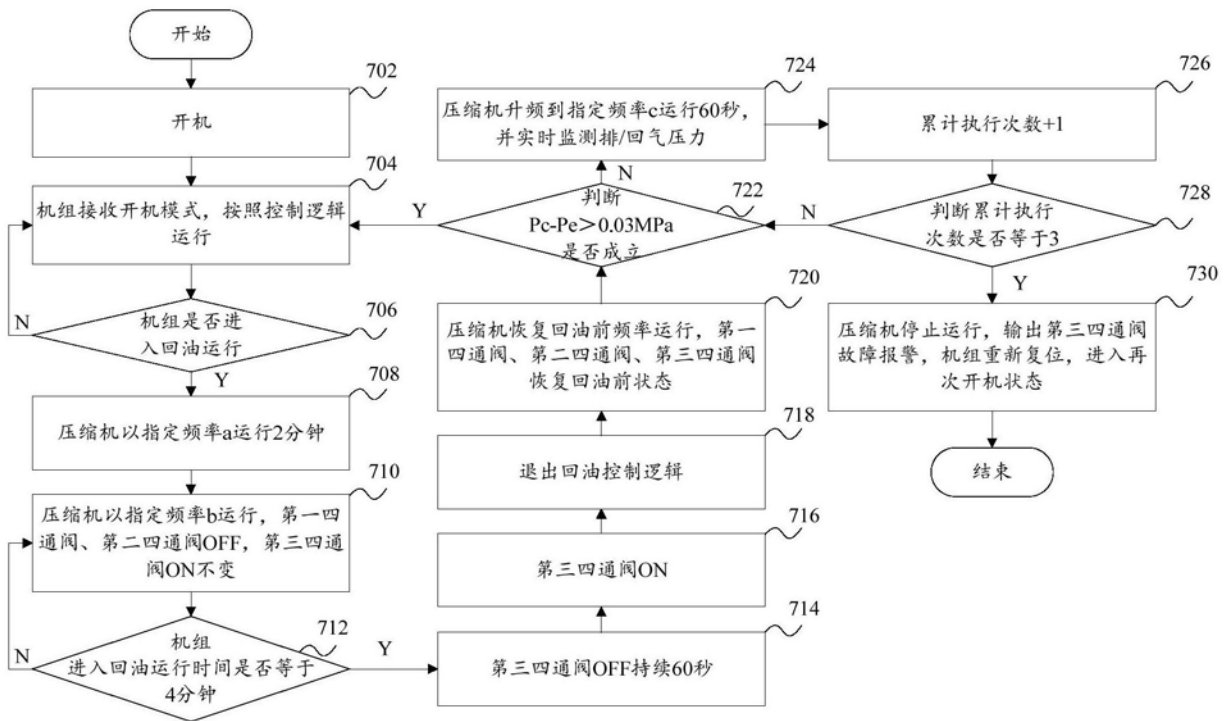 开始
702
开机
704
机组接收开机模式，按照控制逻辑
运行
N
706
机组是否进
入回油运行
Y
708
压缩机以指定频率a运行2分钟
710
压缩机以指定频率b运行，第一四
通阀、第二四通阀OFF，第三四通
阀ON不变
N
712
机组
进入回油运行时间是否等于
4分钟
Y
714
第三四通阀OFF持续60秒
716
第三四通阀ON
718
退出回油控制逻辑
720
压缩机恢复回油前频率运行，第一
四通阀、第二四通阀、第三四通阀
恢复回油前状态
722
判断
Pc-Pe＞0.03MPa
是否成立
Y
N
724
压缩机升频到指定频率c运行60秒，
并实时监测排/回气压力
726
累计执行次数+1
728
判断累计执行
次数是否等于3
N
Y
730
压缩机停止运行，输出第三四通阀
故障报警，机组重新复位，进入再
次开机状态
结束